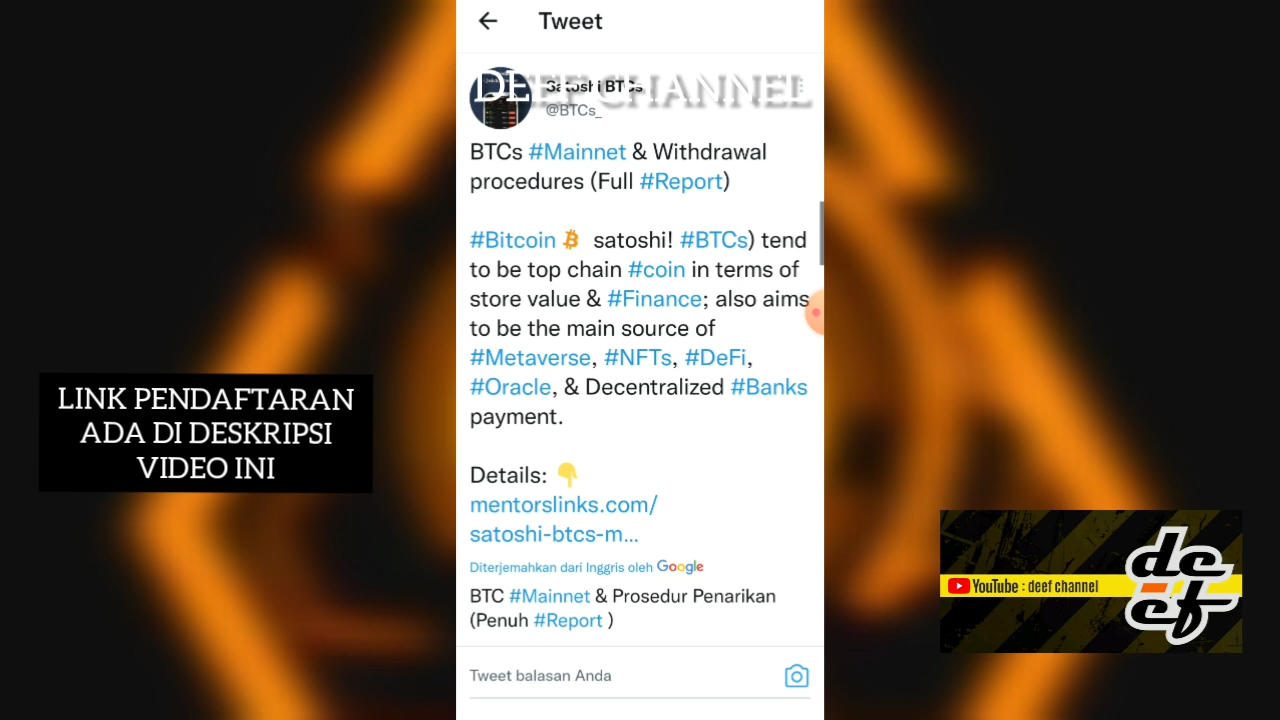 Tweet
DEEF CHANNEL
Satoshi BTCs
@BTCs_
BTCs #Mainnet & Withdrawal
procedures (Full #Report)
#Bitcoin satoshi! #BTCs) tend
to be top chain #coin in terms of
store value & #Finance; also aims
to be the main source of
#Metaverse, #NFTs, #DeFi,
#Oracle, & Decentralized #Banks
payment.
Details:
mentorslinks.com/
satoshi-btcs-m...
Diterjemahkan dari Inggris oleh Google
BTC #Mainnet & Prosedur Penarikan
(Penuh #Report )
Tweet balasan Anda
LINK PENDAFTARAN
ADA DI DESKRIPSI
VIDEO INI
YouTube : deef channel
deef